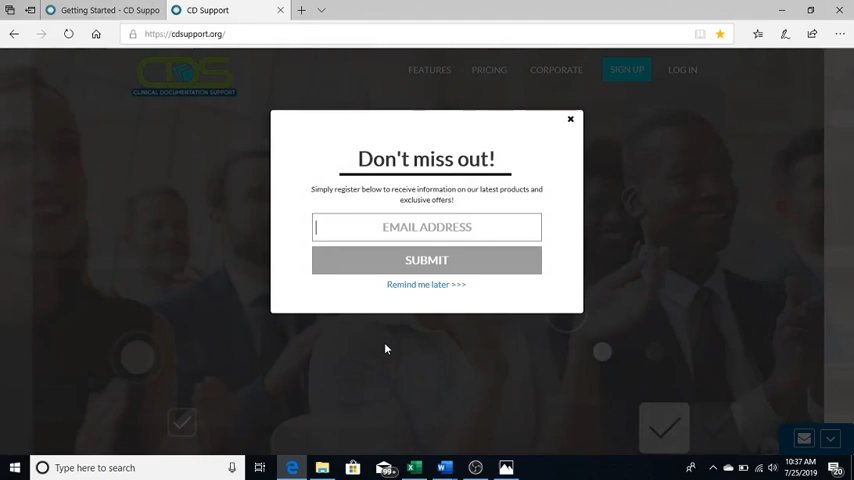 Getting Started - CD Suppo
CD Support
https://cdsupport.org/
CDS
CLINICAL DOCUMENTATION SUPPORT
FEATURES
PRICING
CORPORATE
SIGN UP
LOG IN
Don't miss out!
Simply register below to receive information on our latest products and
exclusive offers!
EMAIL ADDRESS
SUBMIT
Remind me later >>>
Type here to search
99+
10:37 AM
7/25/2019
20